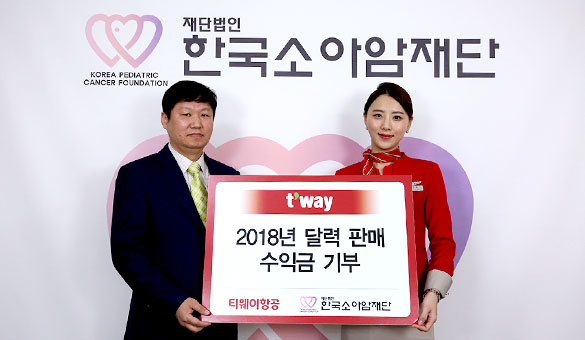 재단법인
한국소아암재단
KOREA PEDIATRIC
CANCER FOUNDATION
t'way
2018년 달력 판매
수익금 기부
티웨이항공
재단법인
한국소아암재단